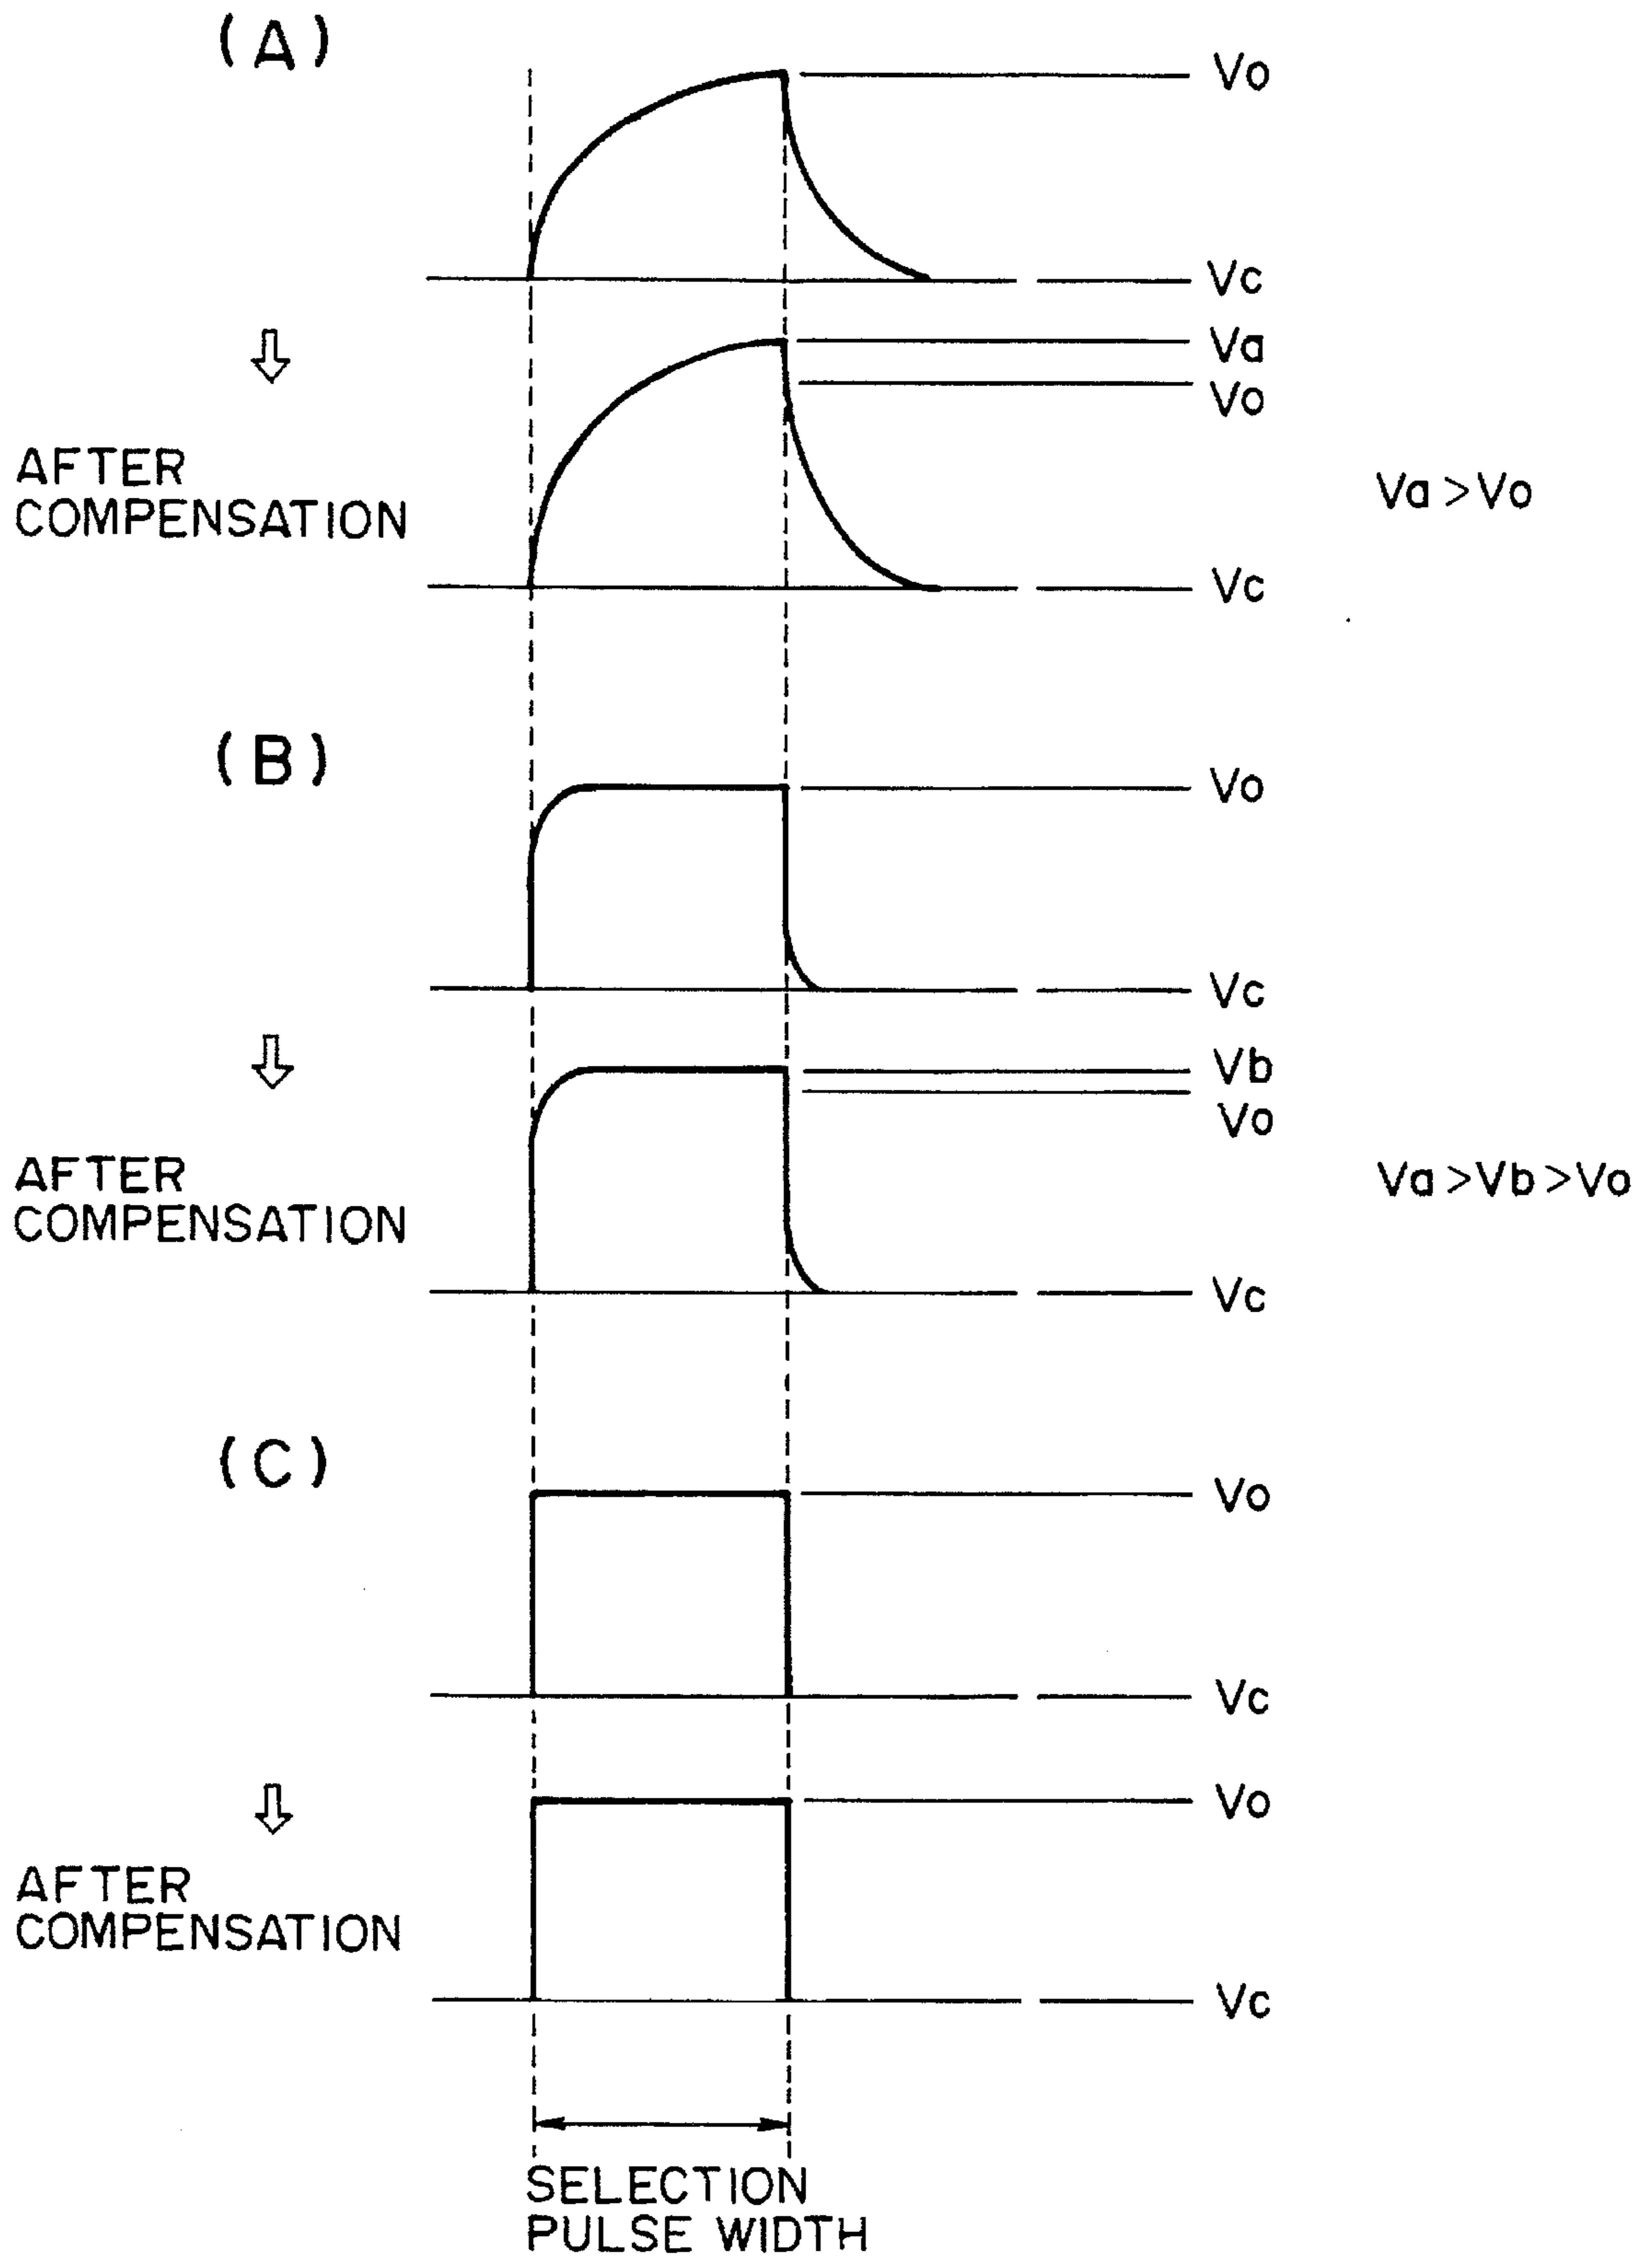 (A)
Vo
Vc
Va
Vo
AFTER
COMPENSATION
Va>Vo
Vc
(B)
Vo
Vc
Vb
Vo
AFTER
COMPENSATION
Va>Vb>Vo
Vc
(C)
Vo
Vc
Vo
AFTER
COMPENSATION
Vc
SELECTION
PULSE WIDTH